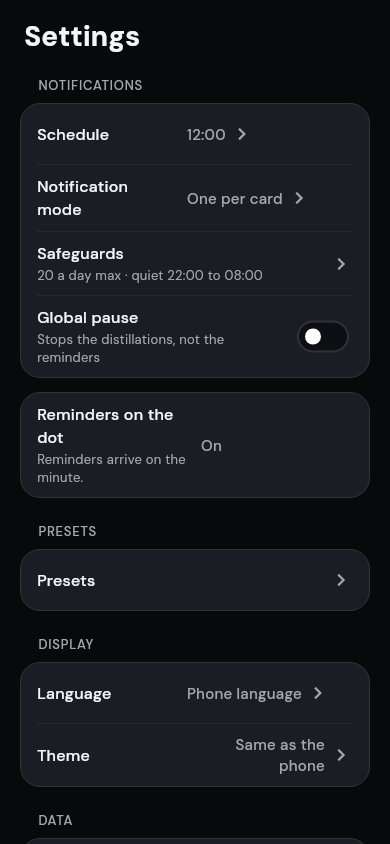 Settings
NOTIFICATIONS
Schedule 12:00
Notification
mode
One per card
Safeguards
20 a day max · quiet 22:00 to 08:00
Global pause
Stops the distillations, not the
reminders
Reminders on the
dot
Reminders arrive on the
minute.
On
PRESETS
Presets
DISPLAY
Language Phone language
Theme
Same as the
phone
DATA